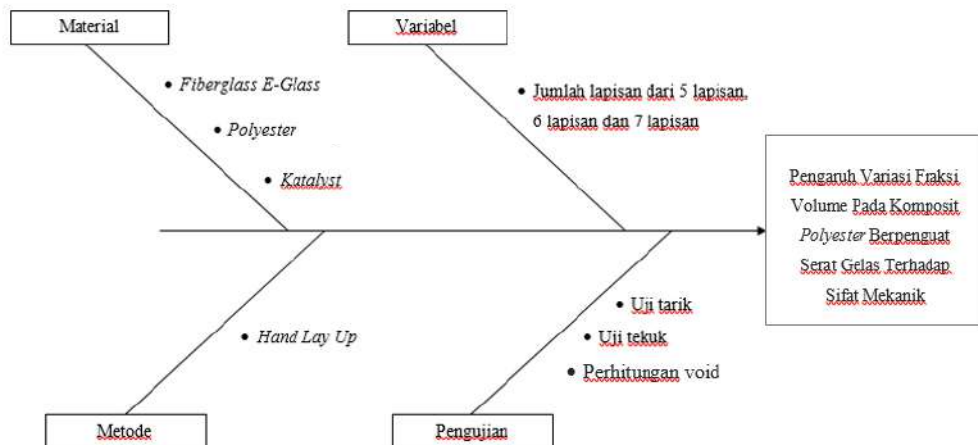 Material
Variabel
• Fiberglass E-Glass
• Polyester
• Katalyst
• Jumlah lapisan dari 5 lapisan,
6 lapisan dan 7 lapisan
Pengaruh Variasi Fraksi
Volume Pada Komposit
Polyester Berpenguat
Serat Gelas Terhadap
Sifat Mekanik
• Hand Lay Up
• Uji tarik
• Uji tekuk
• Perhitungan void
Metode
Pengujian